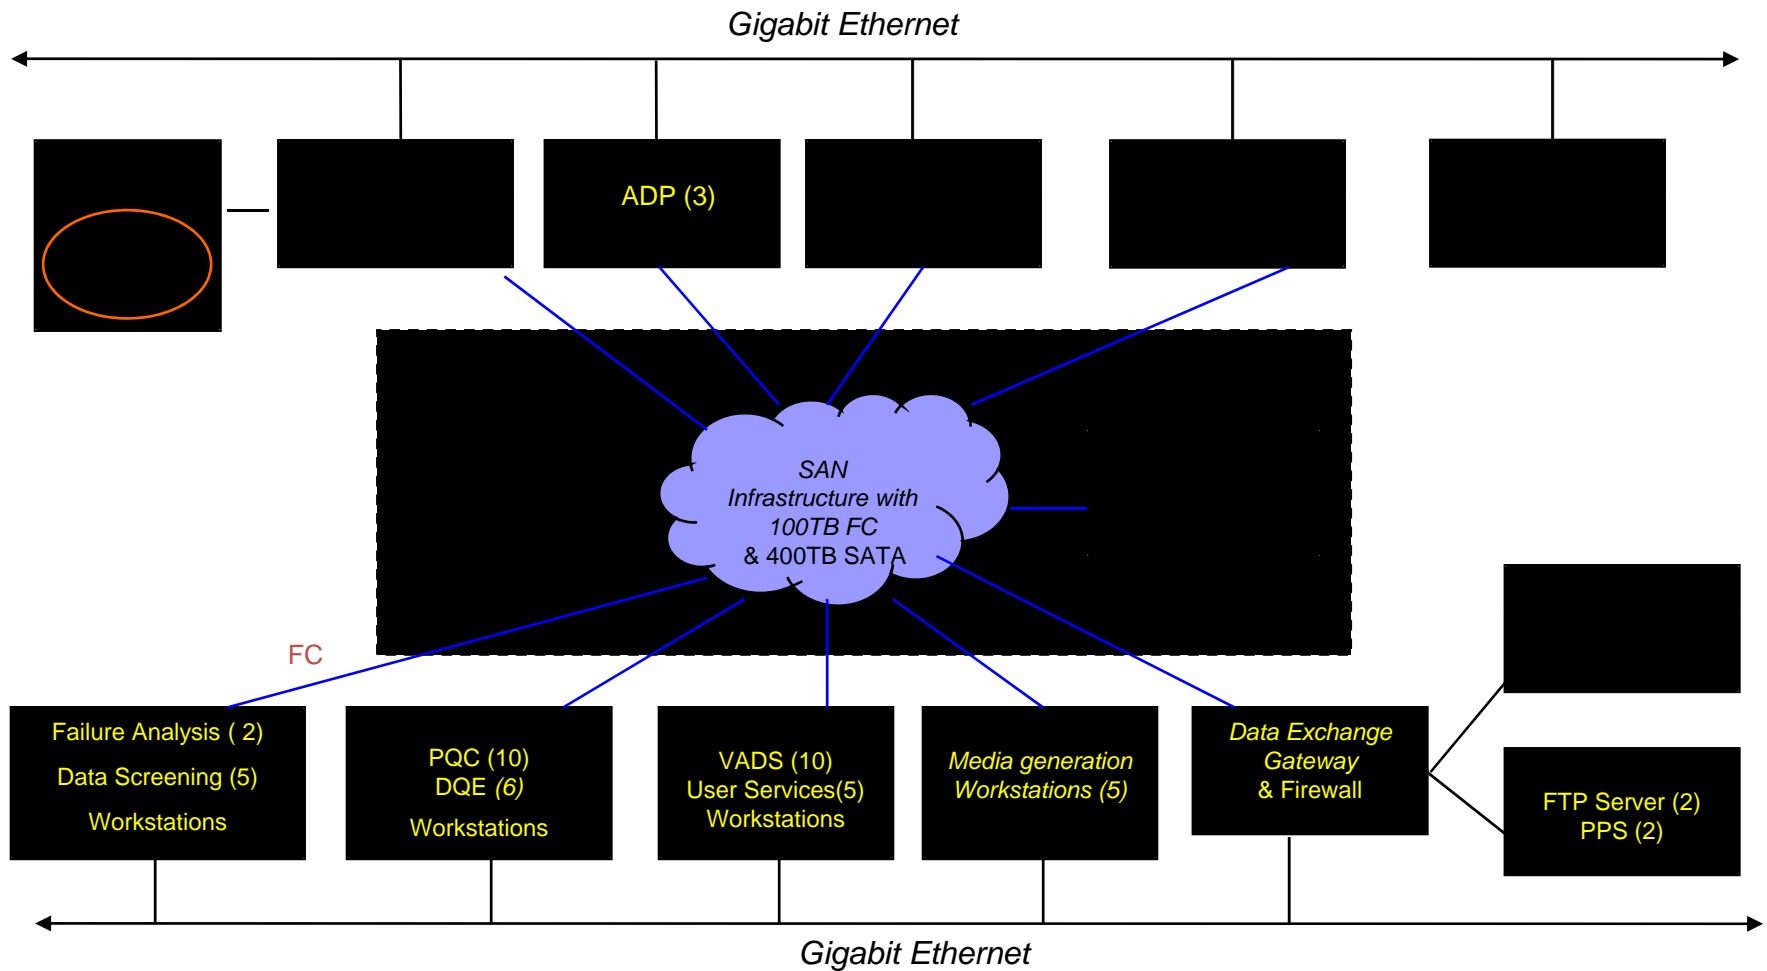 Gigabit Ethernet
ADP (3)
SAN
Infrastructure with
100TB FC
& 400TB SATA
FC
Failure Analysis ( 2)
Data Screening (5)
Workstations
PQC (10)
DQE (6)
Workstations
VADS (10)
User Services(5)
Workstations
Media generation
Workstations (5)
Data Exchange
Gateway
& Firewall
FTP Server (2)
PPS (2)
Gigabit Ethernet